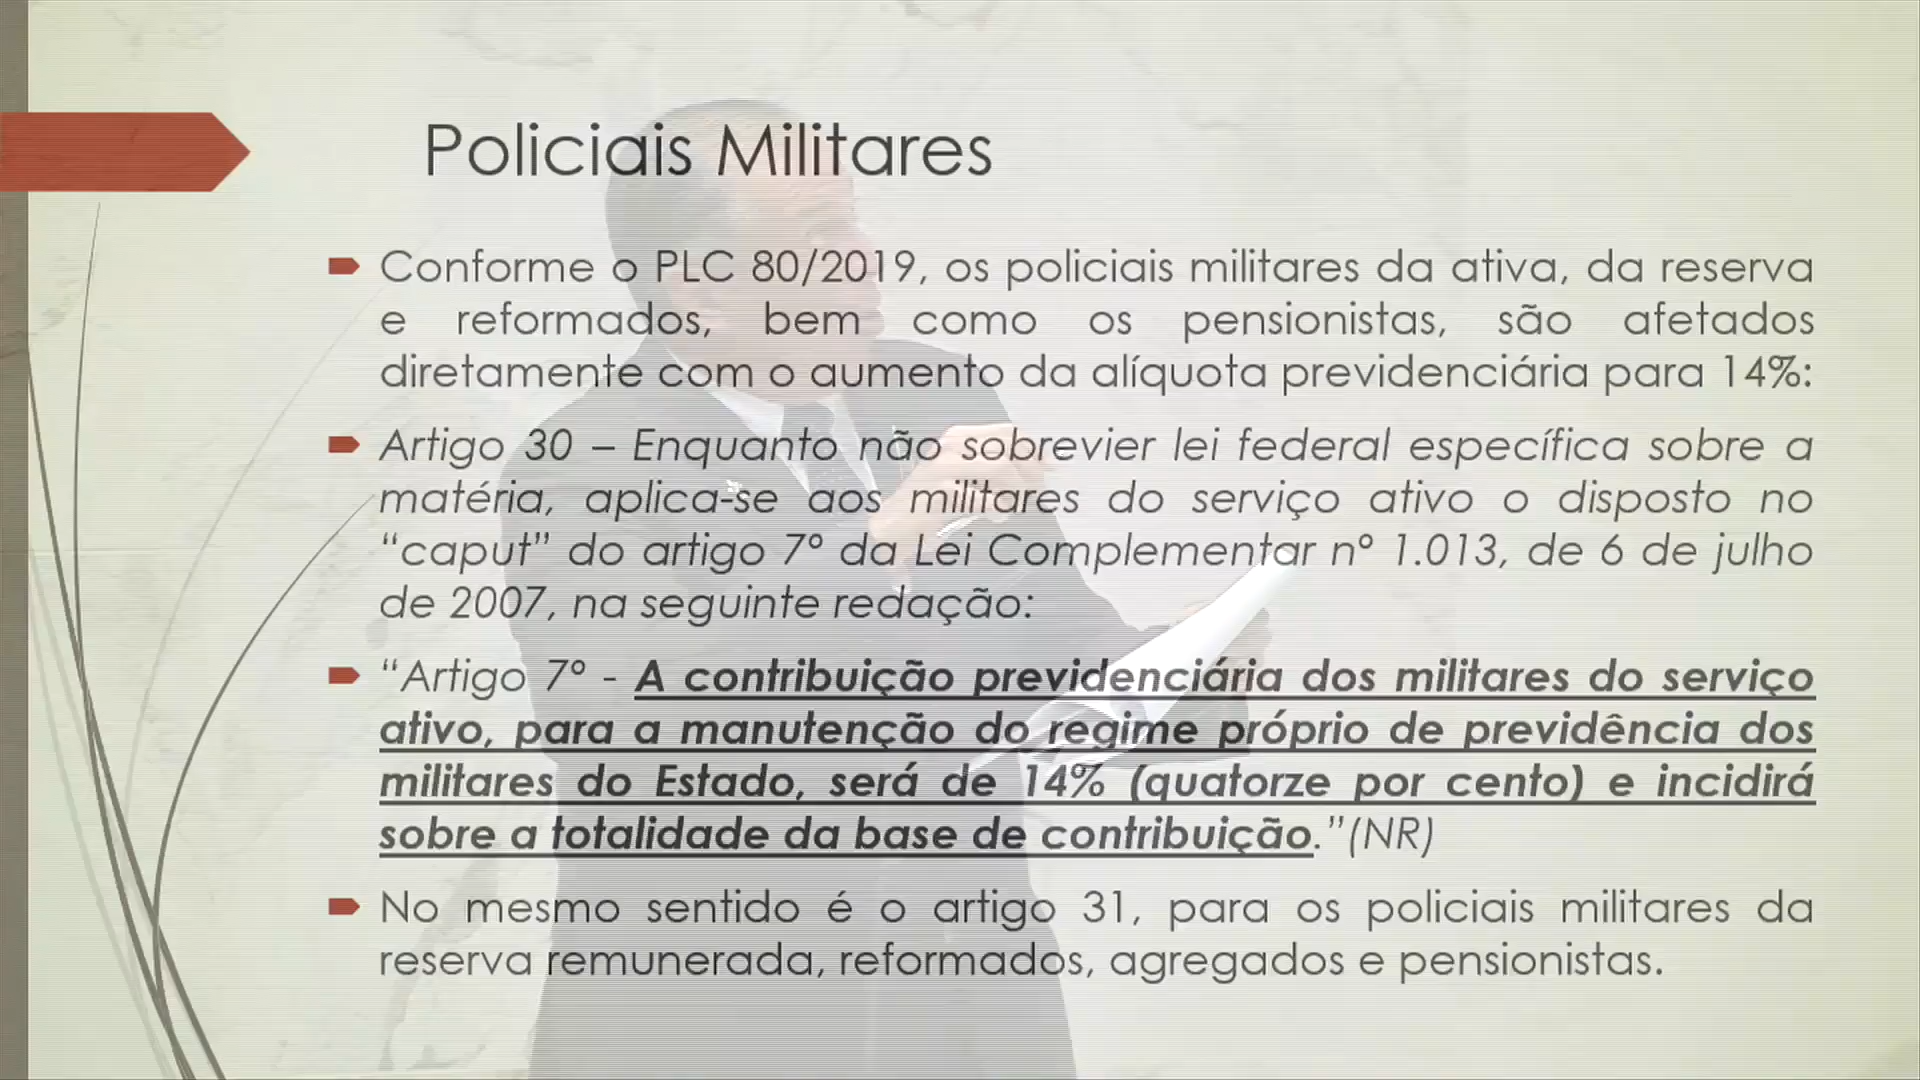 Policiais Militares
Conforme o PLC 80/2019, os policiais militares da ativa, da reserva
e reformados, bem como os pensionistas, são afetados
diretamente com o aumento da alíquota previdenciária para 14%:
Artigo 30 – Enquanto não sobrevier lei federal específica sobre a
matéria, aplica-se aos militares do serviço ativo o disposto no
“caput” do artigo 7º da Lei Complementar nº 1.013, de 6 de julho
de 2007, na seguinte redação:
“Artigo 7º - A contribuição previdenciária dos militares do serviço
ativo, para a manutenção do regime próprio de previdência dos
militares do Estado, será de 14% (quatorze por cento) e incidirá
sobre a totalidade da base de contribuição.”(NR)
No mesmo sentido é o artigo 31, para os policiais militares da
reserva remunerada, reformados, agregados e pensionistas.